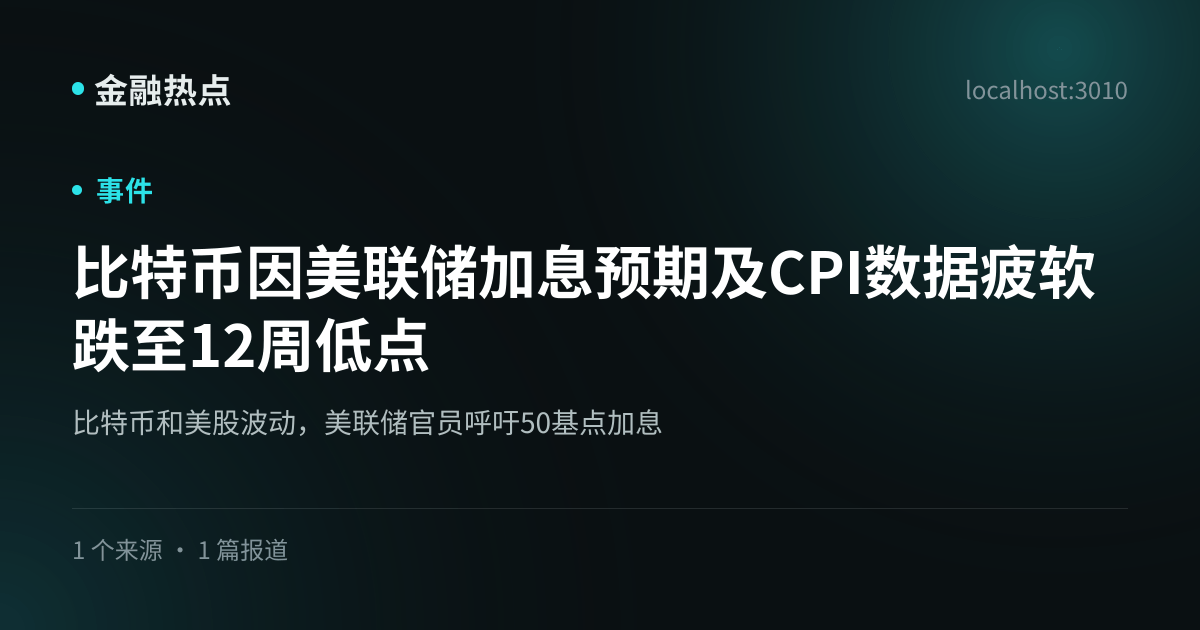 金融热点
localhost:3010
事件
比特币因美联储加息预期及CPI数据疲软
跌至12周低点
比特币和美股波动，美联储官员呼吁50基点加息
1 个来源 · 1 篇报道